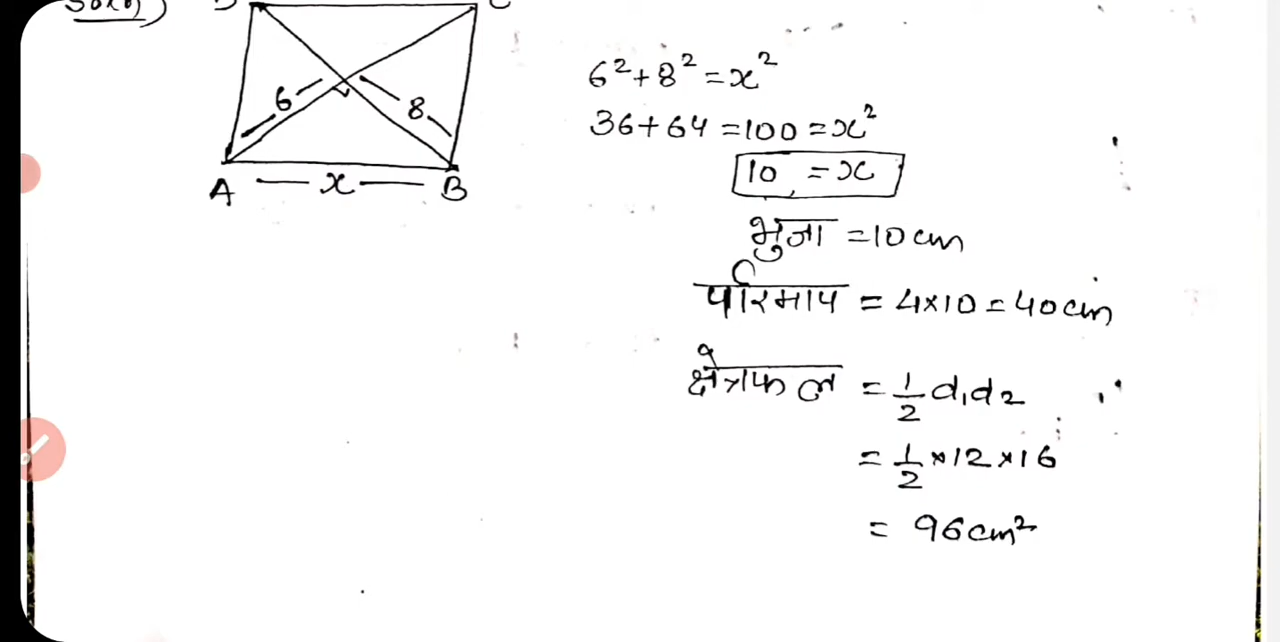 6
8
A — x — B
6² + 8² = x²
36 + 64 = 100 = x²
10 = x
भुजा = 10 cm
परिमाप = 4×10 = 40 cm
क्षेत्रफल = 1/2 d₁d₂
= 1/2 × 12 × 16
= 96 cm²